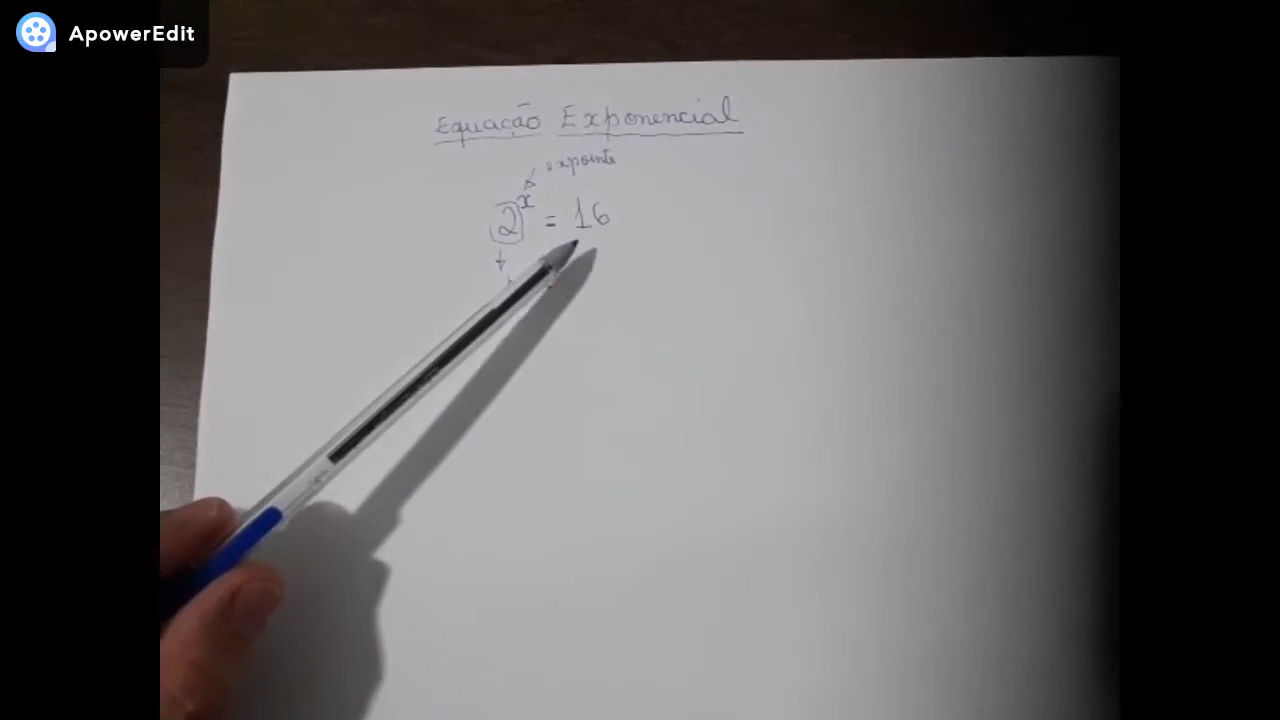 ApowerEdit
Equação Exponencial
expoente
2^x = 16